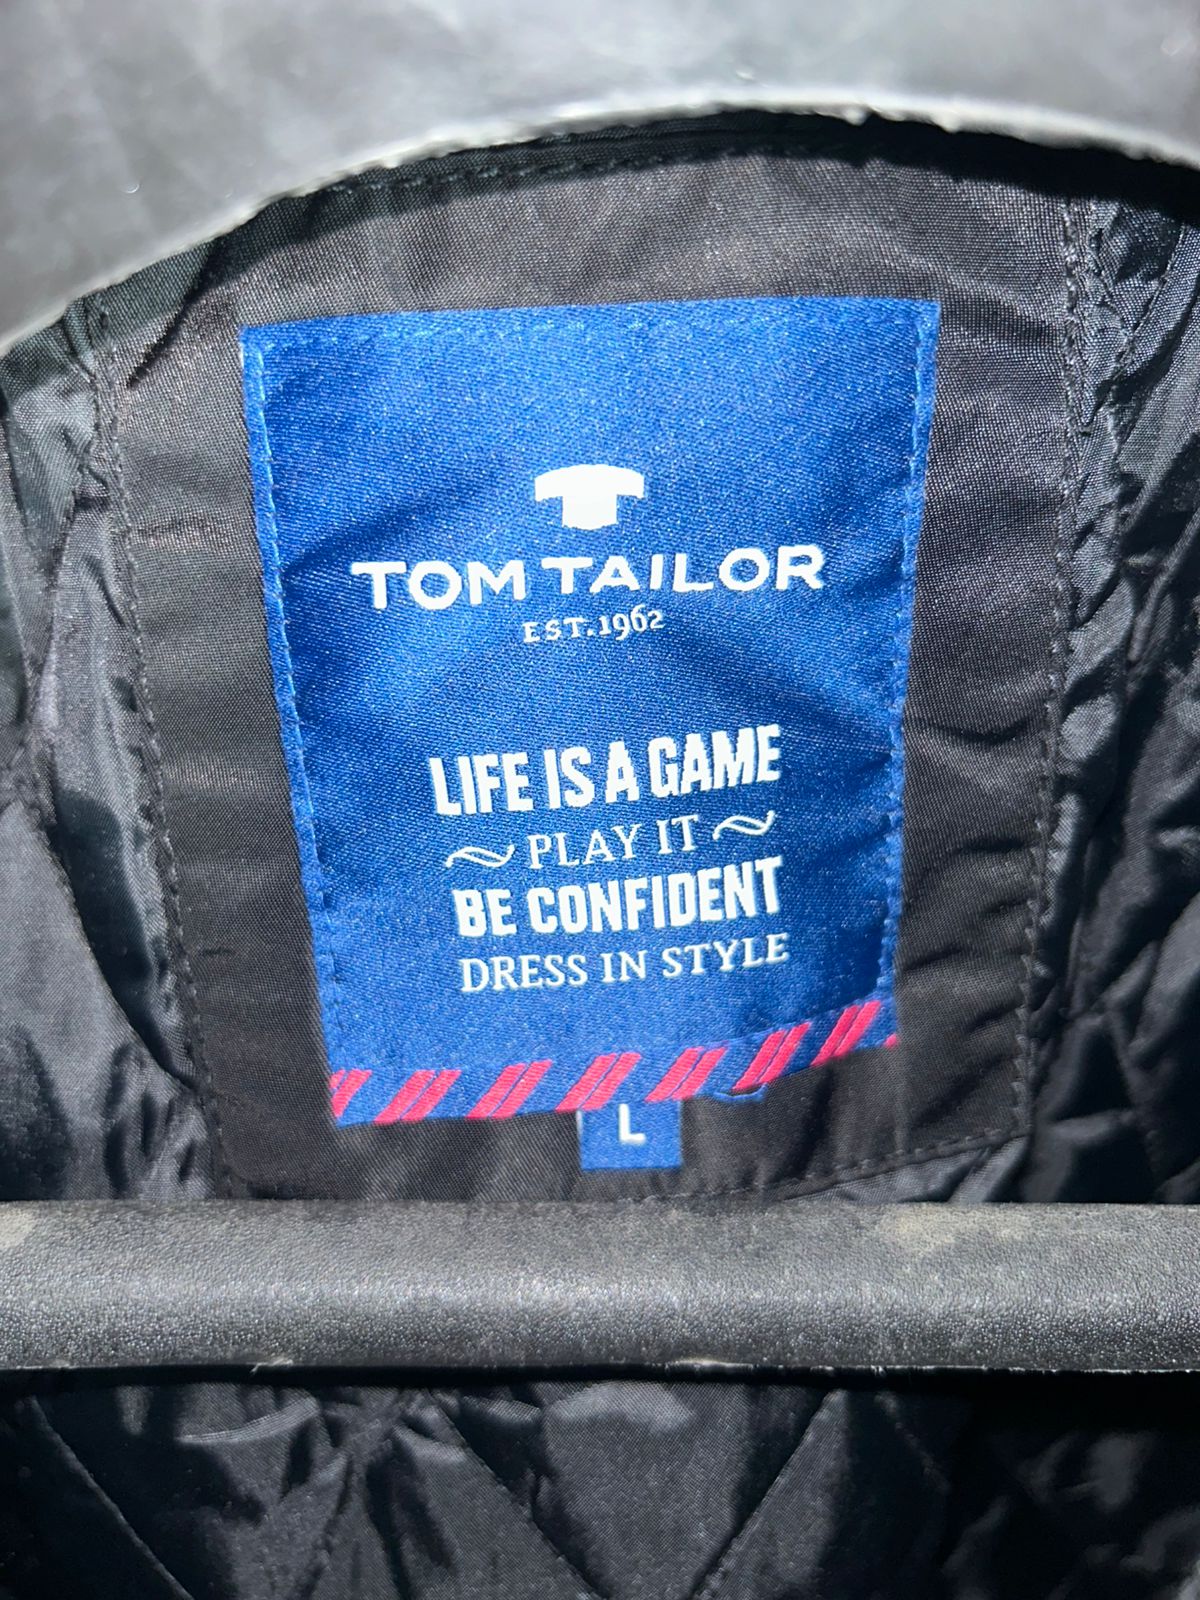 TOM TAILOR
EST.1962
LIFE IS A GAME
PLAY IT
BE CONFIDENT
DRESS IN STYLE
L